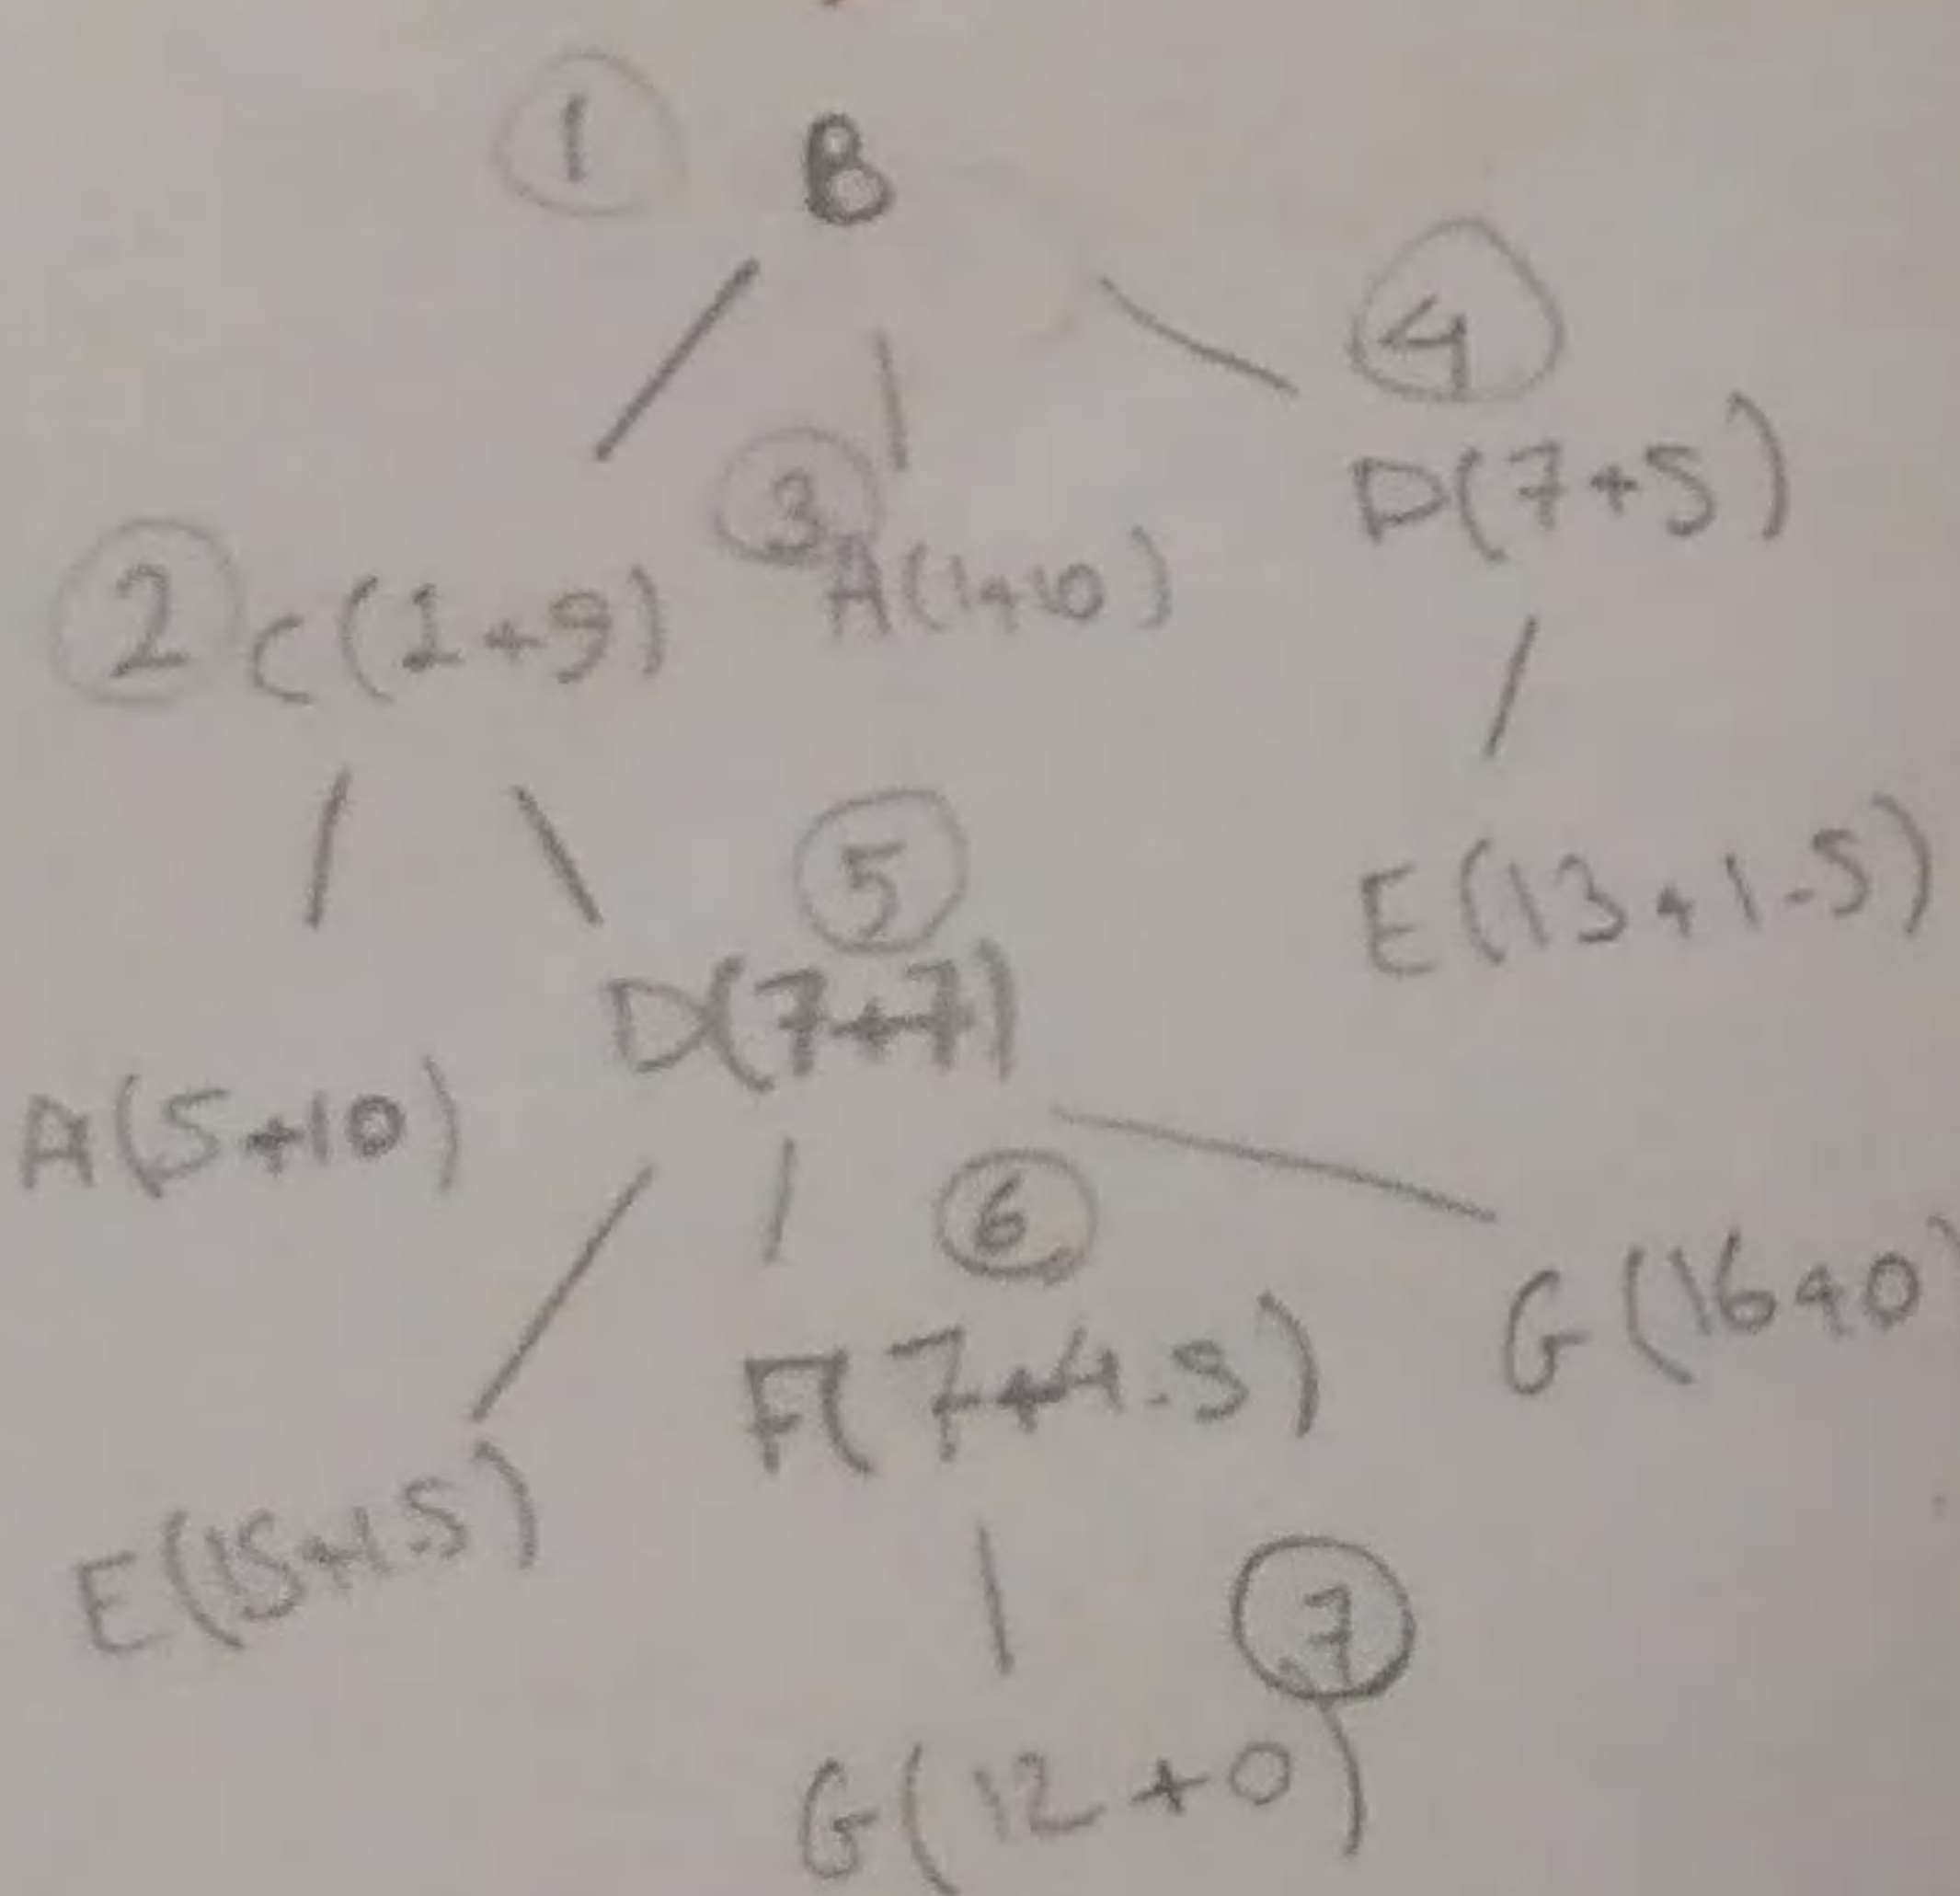 1 B
4
D(7+5)
3
2 C(1+9) A(1+10)
5
E(13+1.5)
D(7+7)
A(5+10)
6
G(16+0)
F(7+4.5)
E(15+1.5)
7
G(12+0)